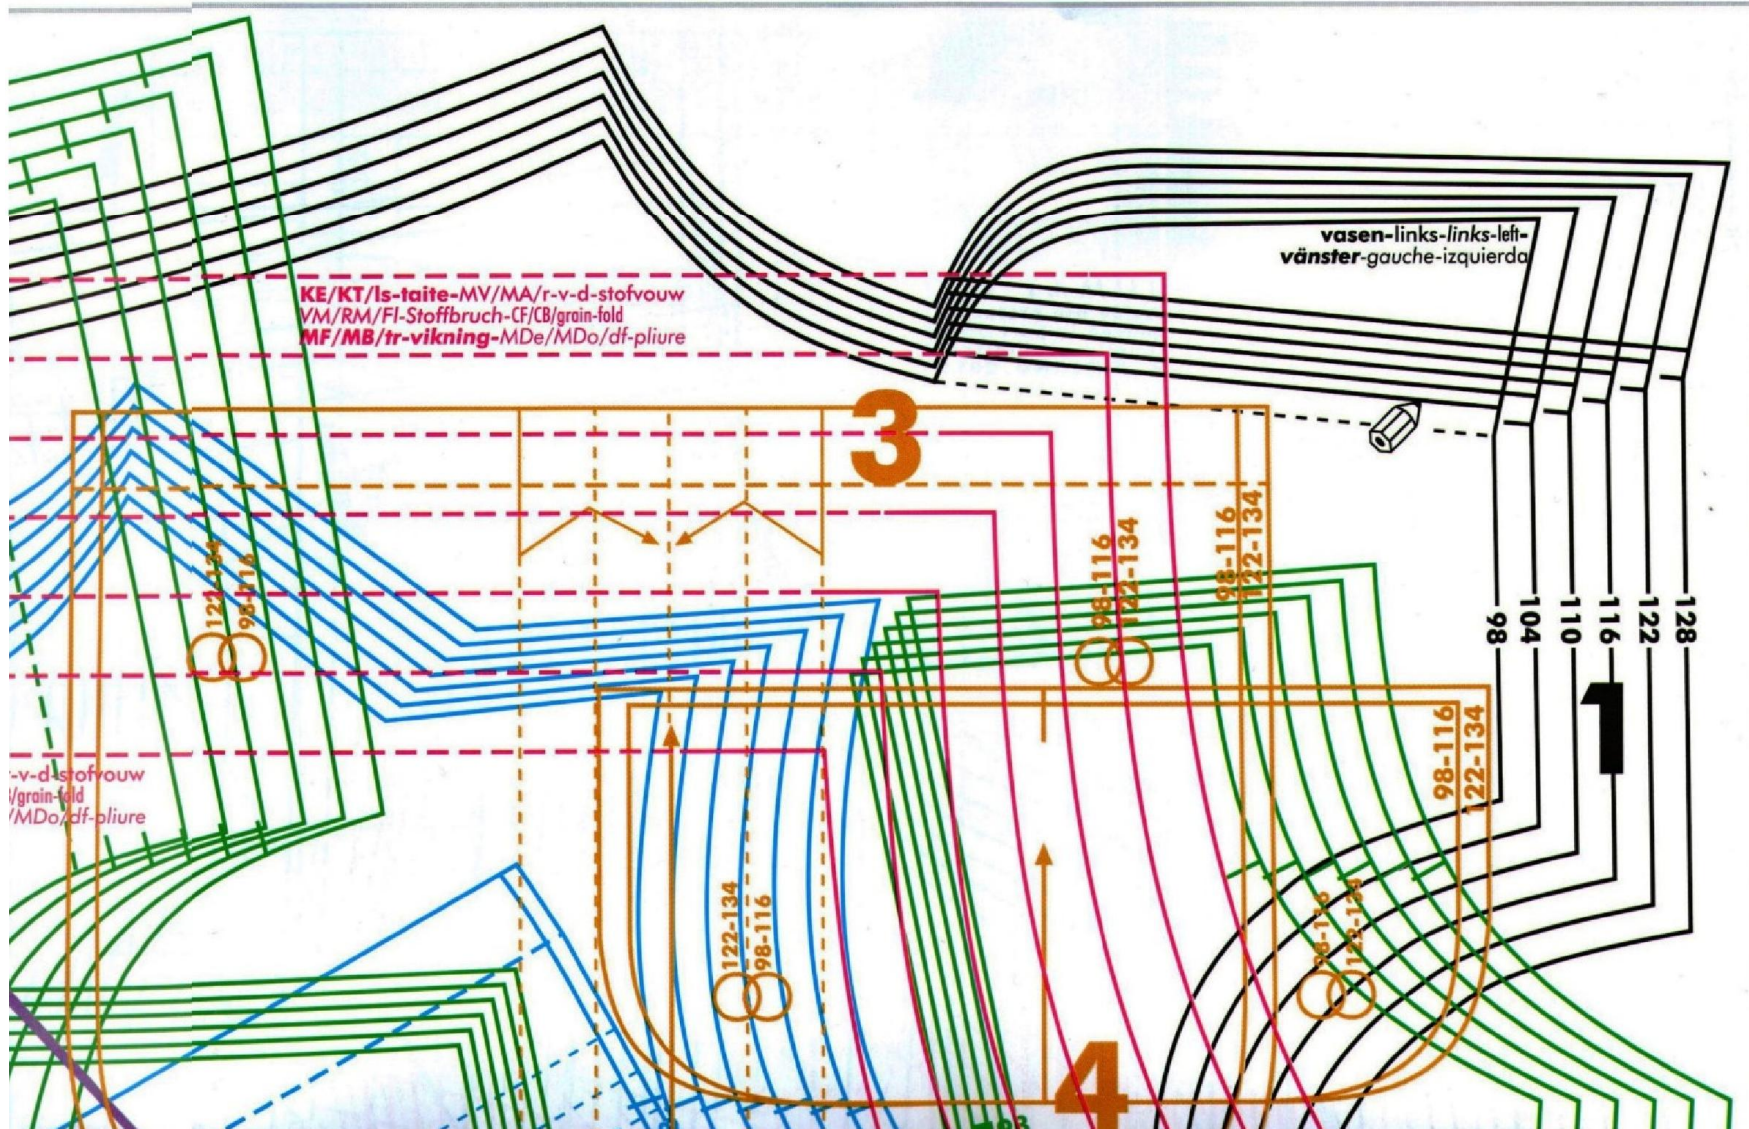 vasen-links-links-left-
vänster-gauche-izquierda
KE/KT/ls-taite-MV/MA/r-v-d-stofvouw
VM/RM/Fl-Stoffbruch-CF/CB/grain-fold
MF/MB/tr-vikning-MDe/MDo/df-pliure
3
98-116
122-134
98-116
122-134
122-134
98-116
98
104
110
116
122
128
1
98-116
122-134
-v-d-stofvouw
/grain-fold
/MDo/df-pliure
122-134
98-116
98-116
122-134
4